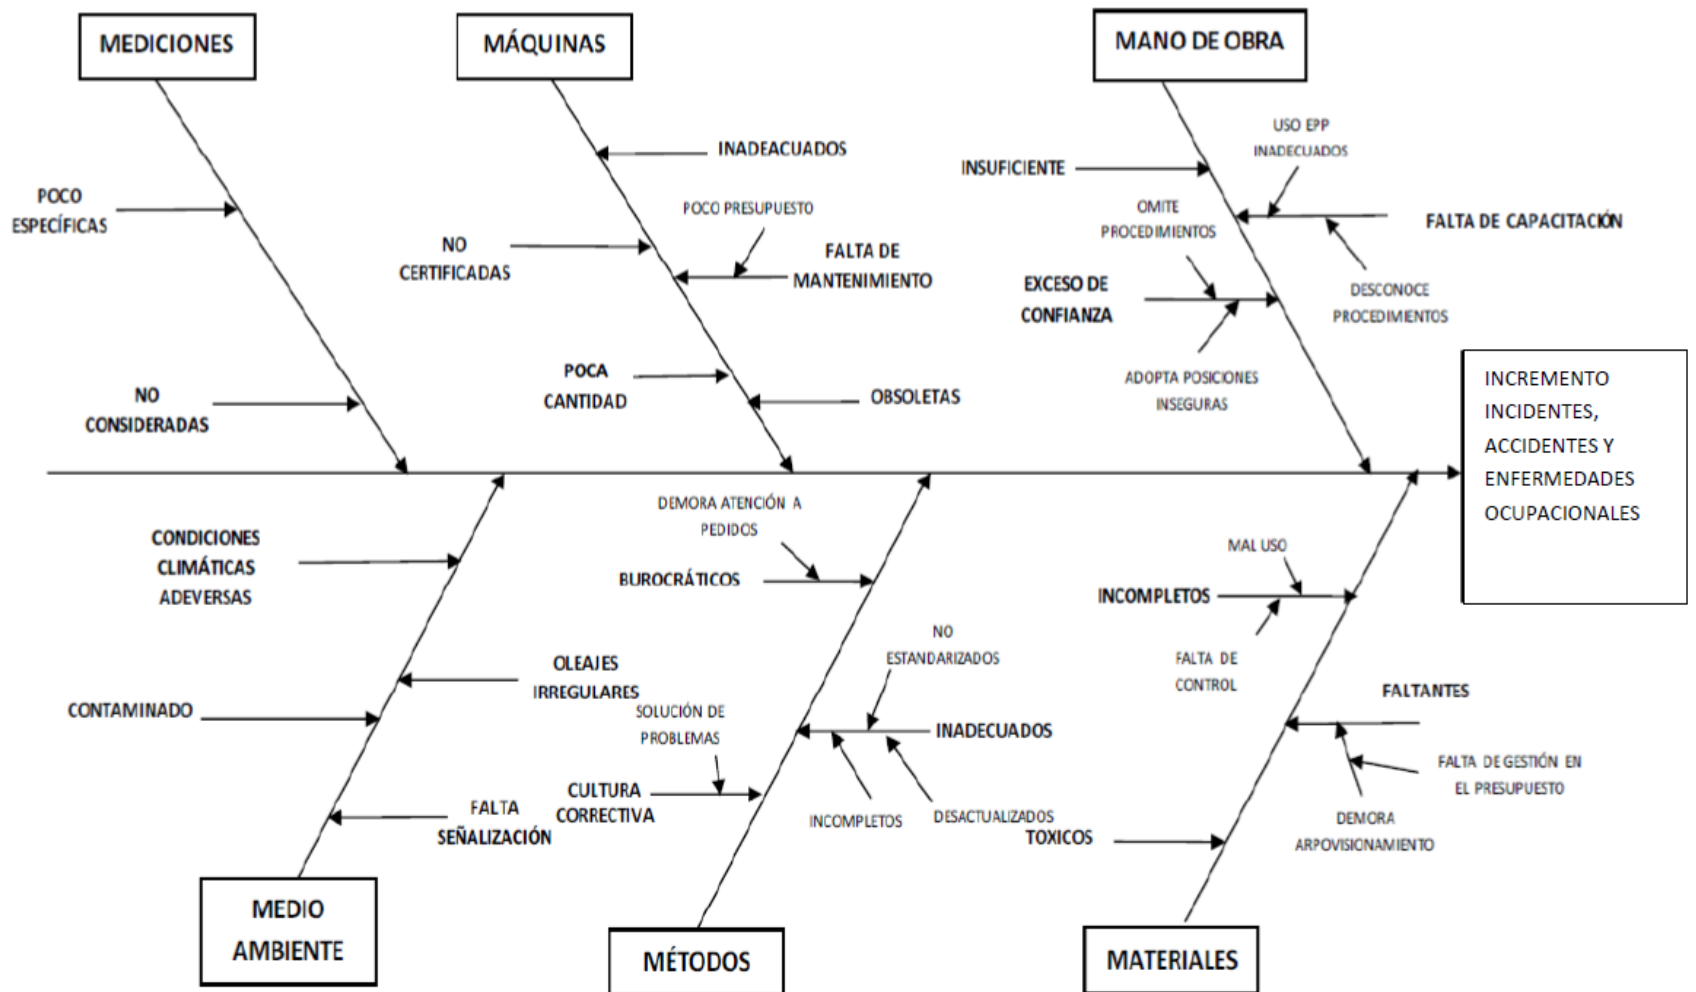 MEDICIONES
MÁQUINAS
MANO DE OBRA
POCO
ESPECÍFICAS
NO
CONSIDERADAS
INADEACUADOS
POCO PRESUPUESTO
NO
CERTIFICADAS
FALTA DE
MANTENIMIENTO
POCA
CANTIDAD
OBSOLETAS
INSUFICIENTE
USO EPP
INADECUADOS
OMITE
PROCEDIMIENTOS
FALTA DE CAPACITACIÓN
EXCESO DE
CONFIANZA
DESCONOCE
PROCEDIMIENTOS
ADOPTA POSICIONES
INSEGURAS
INCREMENTO
INCIDENTES,
ACCIDENTES Y
ENFERMEDADES
OCUPACIONALES
CONDICIONES
CLIMÁTICAS
ADEVERSAS
OLEAJES
IRREGULARES
CONTAMINADO
FALTA
SEÑALIZACIÓN
DEMORA ATENCIÓN A
PEDIDOS
BUROCRÁTICOS
NO
ESTANDARIZADOS
SOLUCIÓN DE
PROBLEMAS
INADECUADOS
CULTURA
CORRECTIVA
INCOMPLETOS
DESACTUALIZADOS
MAL USO
INCOMPLETOS
FALTA DE
CONTROL
FALTANTES
FALTA DE GESTIÓN EN
EL PRESUPUESTO
DEMORA
ARPOVISIONAMIENTO
TOXICOS
MEDIO
AMBIENTE
MÉTODOS
MATERIALES